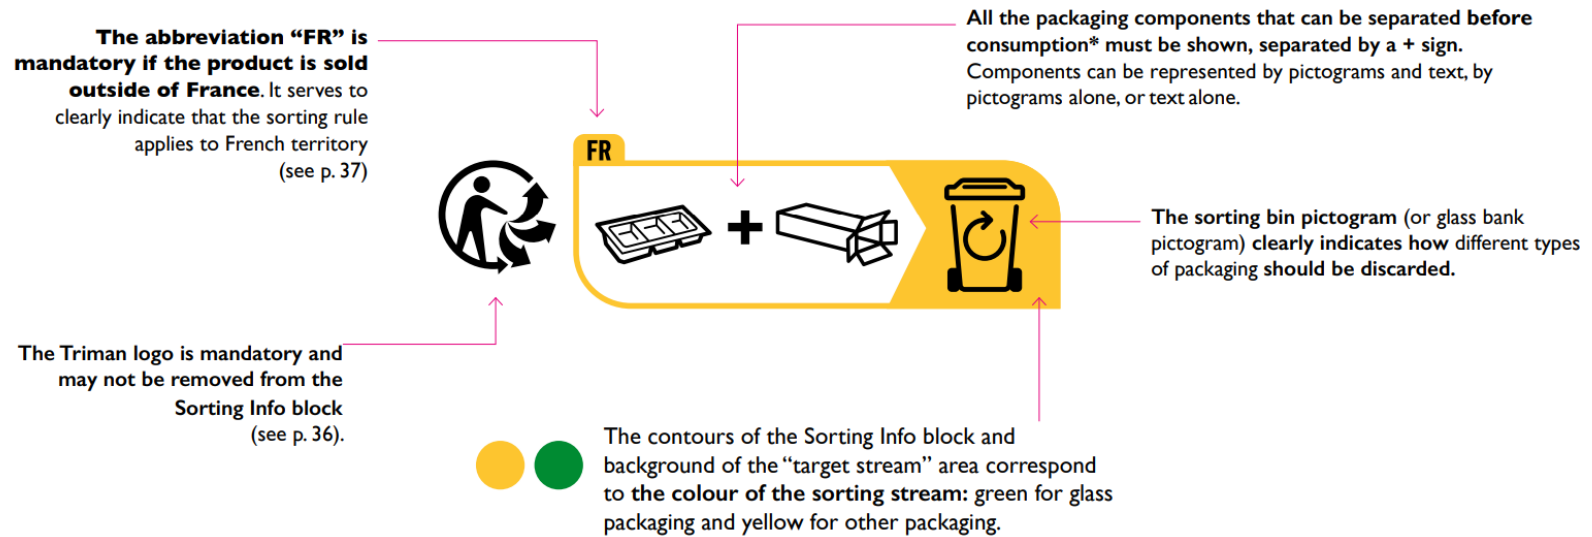 The abbreviation “FR” is
mandatory if the product is sold
outside of France. It serves to
clearly indicate that the sorting rule
applies to French territory
(see p. 37)
All the packaging components that can be separated before
consumption* must be shown, separated by a + sign.
Components can be represented by pictograms and text, by
pictograms alone, or text alone.
FR
+
The sorting bin pictogram (or glass bank
pictogram) clearly indicates how different types
of packaging should be discarded.
The Triman logo is mandatory and
may not be removed from the
Sorting Info block
(see p. 36).
The contours of the Sorting Info block and
background of the “target stream” area correspond
to the colour of the sorting stream: green for glass
packaging and yellow for other packaging.